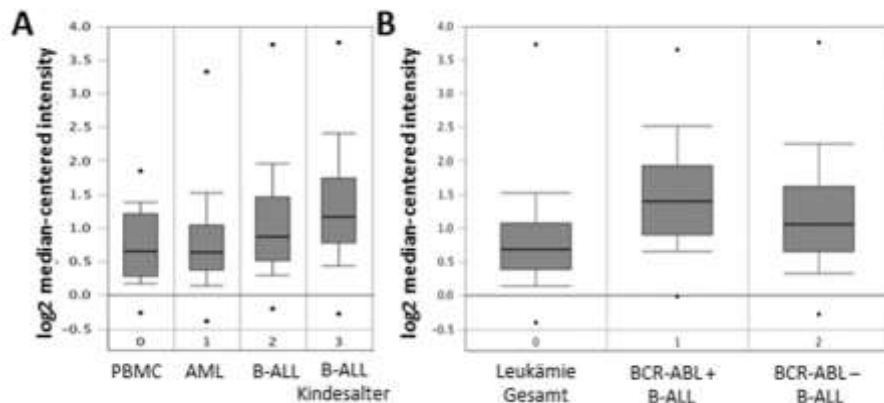 A
log2 median-centered intensity
4.0
3.5
3.0
2.5
2.0
1.5
1.0
0.5
0.0
-0.5
0 1 2 3
PBMC AML B-ALL B-ALL
Kindesalter
B
log2 median-centered intensity
4.0
3.5
3.0
2.5
2.0
1.5
1.0
0.5
0.0
-0.5
0 1 2
Leukämie BCR-ABL + BCR-ABL –
Gesamt B-ALL B-ALL